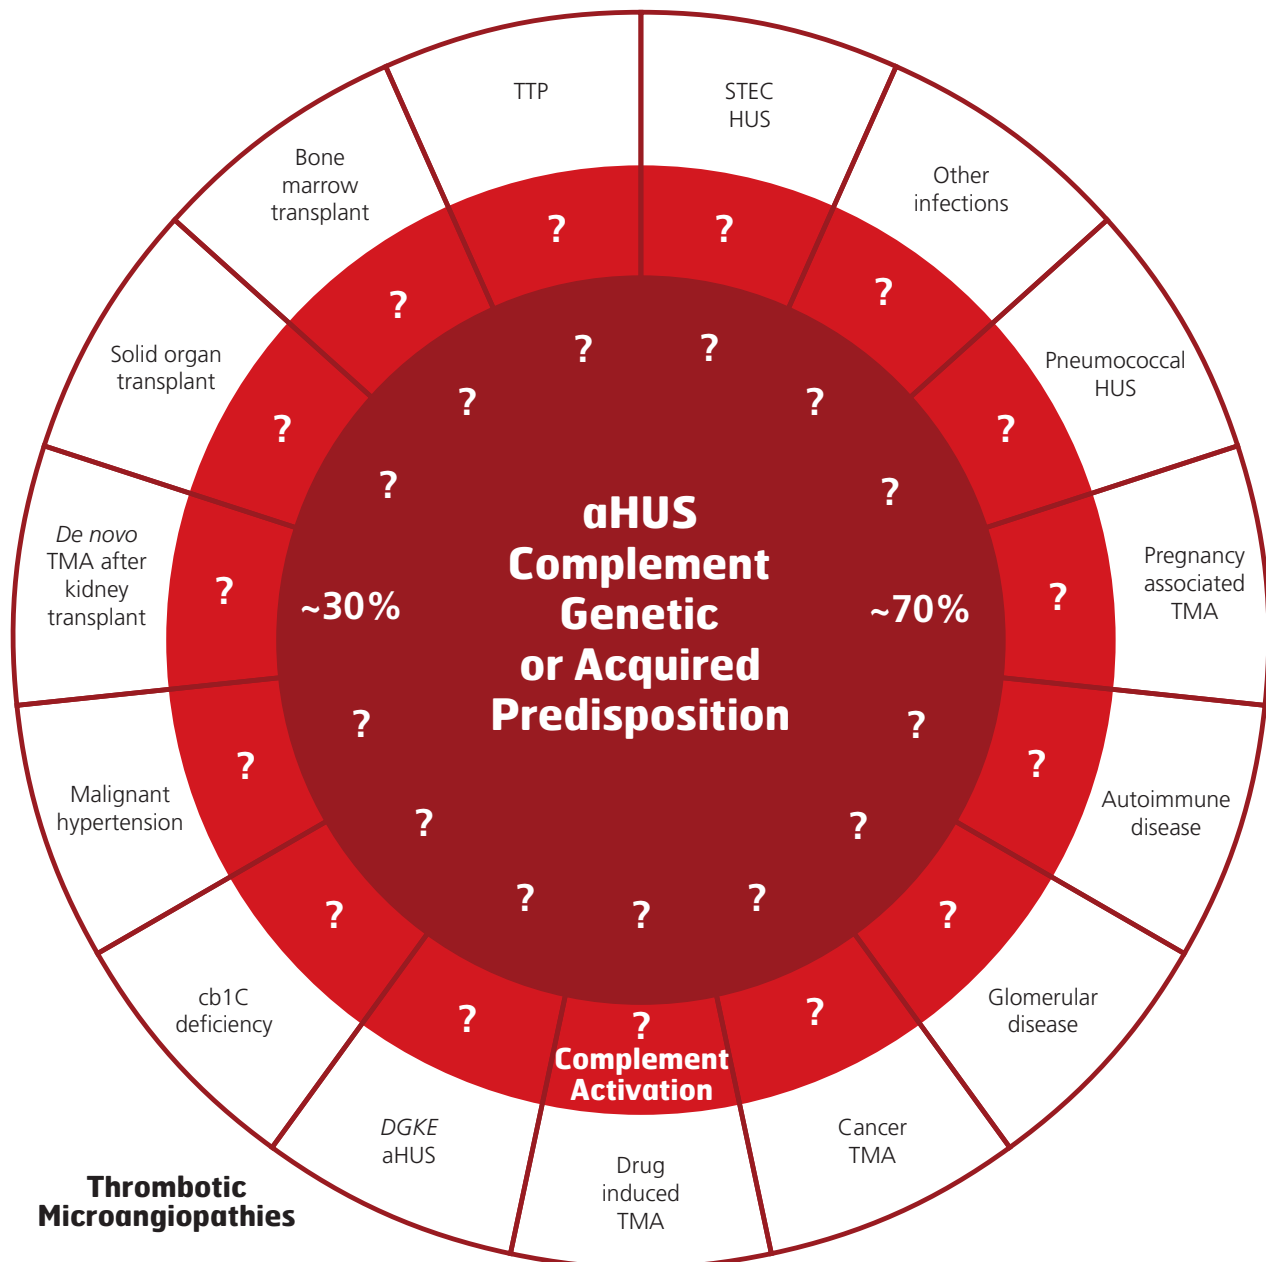 TTP
STEC
HUS
Other
infections
Pneumococcal
HUS
Pregnancy
associated
TMA
Autoimmune
disease
Glomerular
disease
Cancer
TMA
Drug
induced
TMA
DGKE
aHUS
cb1C
deficiency
Malignant
hypertension
De novo
TMA after
kidney
transplant
Solid organ
transplant
Bone
marrow
transplant
?
?
?
?
?
?
?
?
?
Complement
Activation
?
?
?
?
?
?
?
?
?
?
~70%
?
?
?
?
?
?
?
~30%
?
?
?
aHUS
Complement
Genetic
or Acquired
Predisposition
Thrombotic
Microangiopathies